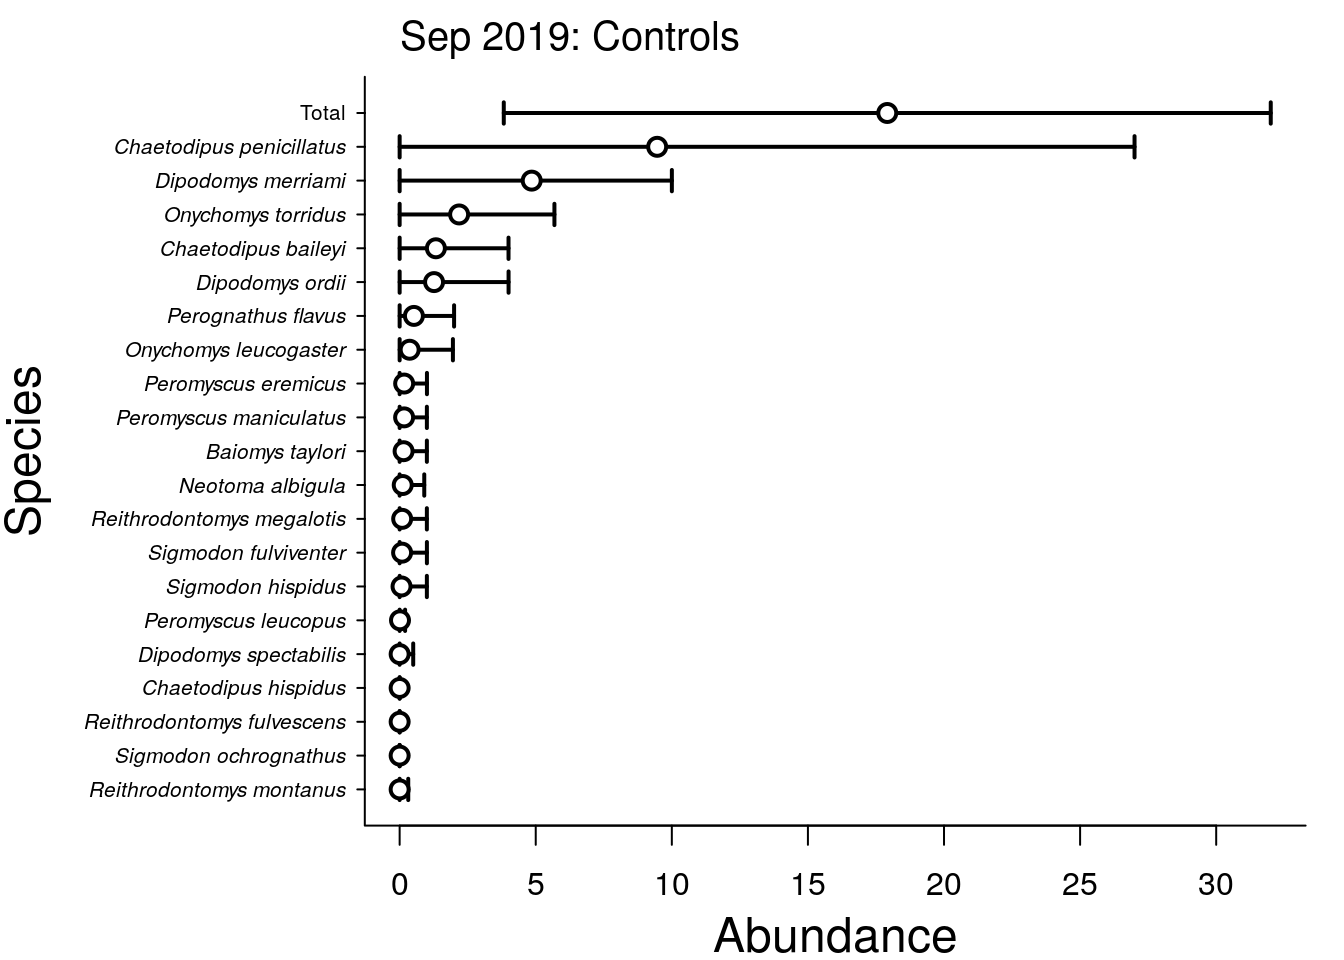 Sep 2019: Controls
Total
Chaetodipus penicillatus
Dipodomys merriami
Onychomys torridus
Chaetodipus baileyi
Dipodomys ordii
Perognathus flavus
Onychomys leucogaster
Peromyscus eremicus
Peromyscus maniculatus
Baiomys taylori
Neotoma albigula
Reithrodontomys megalotis
Sigmodon fulviventer
Sigmodon hispidus
Peromyscus leucopus
Dipodomys spectabilis
Chaetodipus hispidus
Reithrodontomys fulvescens
Sigmodon ochrognathus
Reithrodontomys montanus
Species
0 5 10 15 20 25 30
Abundance